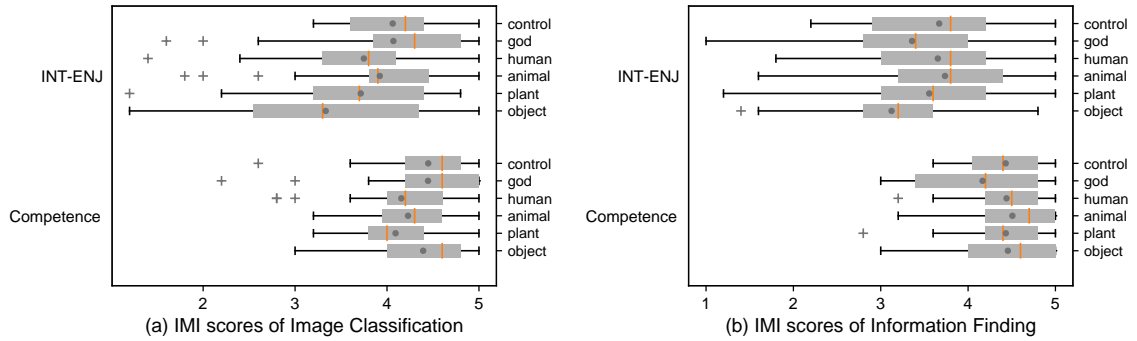 INT-ENJ
control
god
human
animal
plant
object
Competence
control
god
human
animal
plant
object
2 3 4 5
(a) IMI scores of Image Classification
INT-ENJ
control
god
human
animal
plant
object
Competence
control
god
human
animal
plant
object
1 2 3 4 5
(b) IMI scores of Information Finding